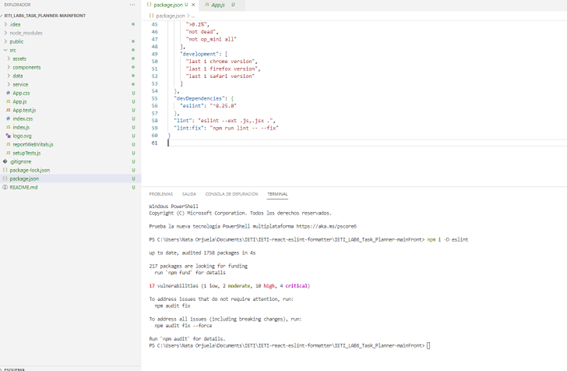 EXPLORADOR
IETI_LAB6_TASK_PLANNER-MAINFRONT
.idea
node_modules
public
src
assets
components
data
service
App.css U
App.js U
App.test.js U
index.css U
index.js U
logo.svg U
reportWebVitals.js U
setupTests.js U
.gitignore
package-lock.json U
package.json U
README.md U
ESQUEMA
package.json U ×
App.js U
package.json > ...
45 ">0.2%",
46 "not dead",
47 "not op_mini all"
48 ],
49 "development": [
50 "last 1 chrome version",
51 "last 1 firefox version",
52 "last 1 safari version"
53 ]
54 },
55 "devDependencies": {
56 "eslint": "^8.25.0"
57 },
58 "lint": "eslint --ext .js,.jsx .",
59 "lint:fix": "npm run lint -- --fix"
60 }
61
PROBLEMAS SALIDA CONSOLA DE DEPURACIÓN TERMINAL
Windows PowerShell
Copyright (C) Microsoft Corporation. Todos los derechos reservados.
Prueba la nueva tecnología PowerShell multiplataforma https://aka.ms/pscore6
PS C:\Users\Nata Orjuela\Documents\IETI\IETI-react-eslint-formatter\IETI_LAB6_Task_Planner-mainFront> npm i -D eslint
up to date, audited 1738 packages in 4s
217 packages are looking for funding
run `npm fund` for details
17 vulnerabilities (1 low, 2 moderate, 10 high, 4 critical)
To address issues that do not require attention, run:
npm audit fix
To address all issues (including breaking changes), run:
npm audit fix --force
Run `npm audit` for details.
PS C:\Users\Nata Orjuela\Documents\IETI\IETI-react-eslint-formatter\IETI_LAB6_Task_Planner-mainFront>